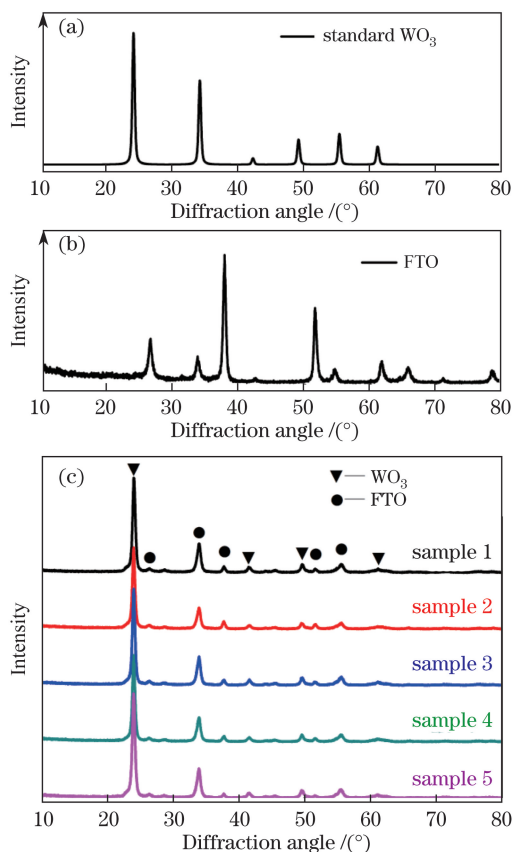 (a)
standard WO₃
Intensity
10 20 30 40 50 60 70 80
Diffraction angle /(°)
(b)
FTO
Intensity
10 20 30 40 50 60 70 80
Diffraction angle /(°)
(c)
WO₃
FTO
sample 1
sample 2
sample 3
sample 4
sample 5
Intensity
10 20 30 40 50 60 70 80
Diffraction angle /(°)